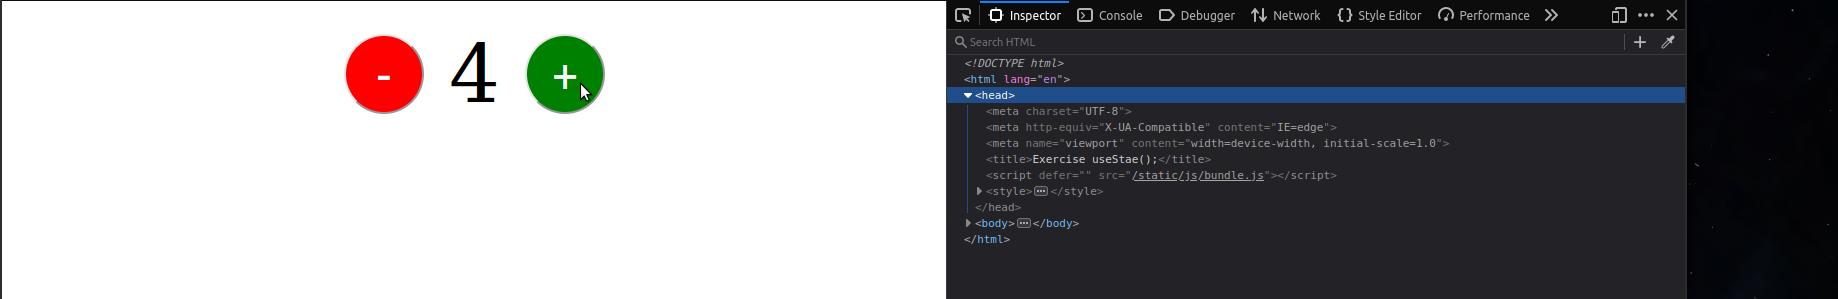 - 4 +
Inspector Console Debugger Network Style Editor Performance
Search HTML
<!DOCTYPE html>
<html lang="en">
<head>
<meta charset="UTF-8">
<meta http-equiv="X-UA-Compatible" content="IE=edge">
<meta name="viewport" content="width=device-width, initial-scale=1.0">
<title>Exercise useStae();</title>
<script defer="" src="/static/js/bundle.js"></script>
<style></style>
</head>
<body></body>
</html>